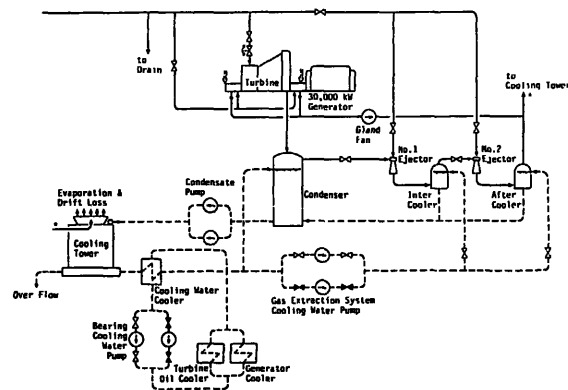 to
Drain
Turbine
30,000 kW
Generator
to
Cooling Tower
Gland
Fan
No.1
Ejector
No.2
Ejector
Condensate
Pump
Condenser
Inter
Cooler
After
Cooler
Evaporation &
Drift Loss
Cooling
Tower
Over Flow
Cooling Water
Cooler
Gas Extrection System
Cooling Water Pump
Bearing
Cooling
Water
Pump
Turbine
Oil Cooler
Generator
Cooler